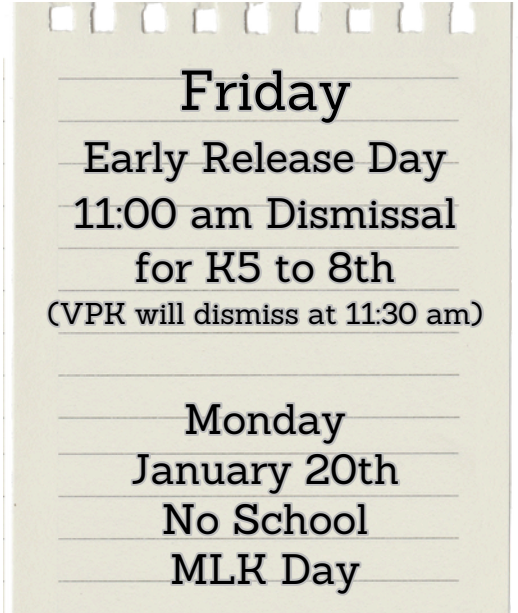 Friday
Early Release Day
11:00 am Dismissal
for K5 to 8th
(VPK will dismiss at 11:30 am)
Monday
January 20th
No School
MLK Day